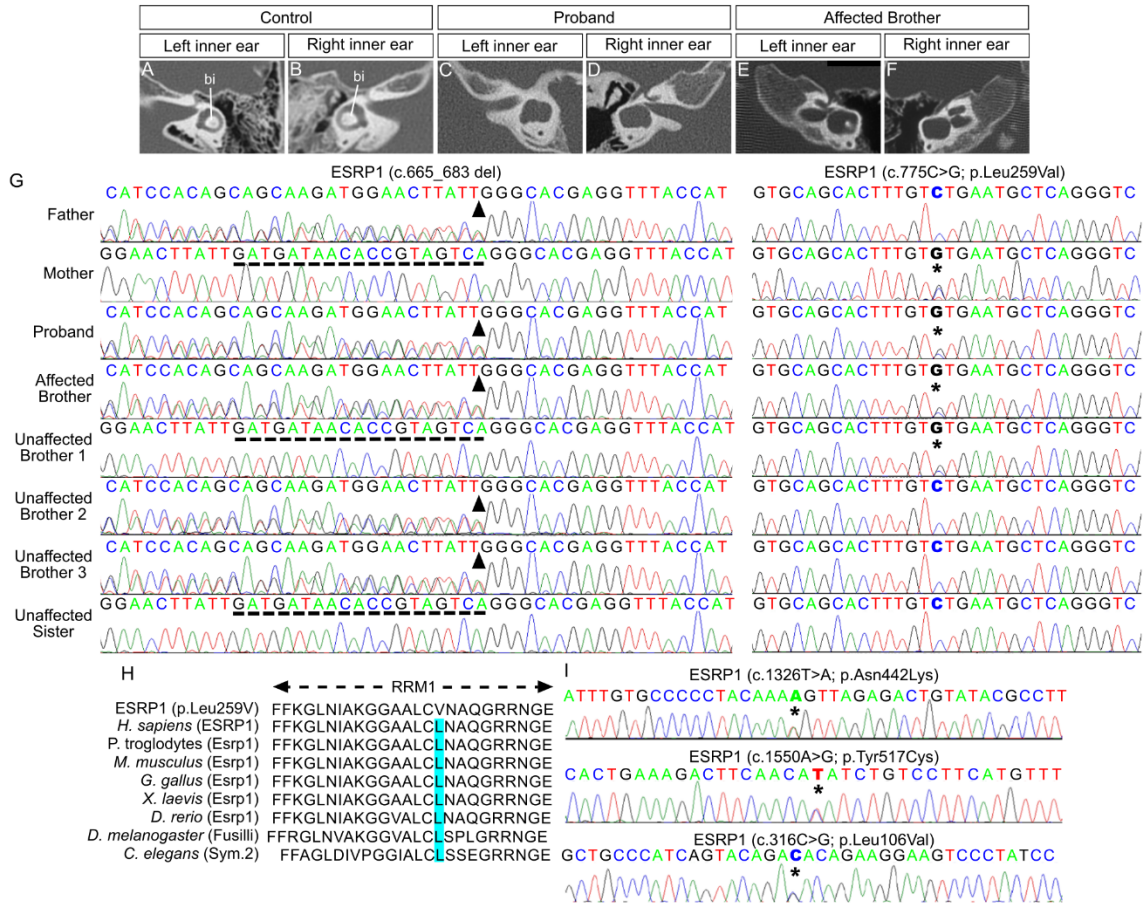 Control Proband Affected Brother
Left inner ear Right inner ear Left inner ear Right inner ear Left inner ear Right inner ear
A bi B bi C D E F
G ESRP1 (c.665_683 del) ESRP1 (c.775C>G; p.Leu259Val)
CATCCACAGCAGCAAGATGGAACTTATTGGGCACGAGGTTTACCAT GTGCAGCACTTTGTCTGAATGCTCAGGGTC
Father
GGAACTTATTGATGATAACACCGTAGTCAGGGCACGAGGTTTACCAT GTGCAGCACTTTGTGTGAATGCTCAGGGTC
Mother *
CATCCACAGCAGCAAGATGGAACTTATTGGGCACGAGGTTTACCAT GTGCAGCACTTTGTGTGAATGCTCAGGGTC
Proband *
CATCCACAGCAGCAAGATGGAACTTATTGGGCACGAGGTTTACCAT GTGCAGCACTTTGTGTGAATGCTCAGGGTC
Affected Brother *
GGAACTTATTGATGATAACACCGTAGTCAGGGCACGAGGTTTACCAT GTGCAGCACTTTGTGTGAATGCTCAGGGTC
Unaffected Brother 1 *
CATCCACAGCAGCAAGATGGAACTTATTGGGCACGAGGTTTACCAT GTGCAGCACTTTGTCTGAATGCTCAGGGTC
Unaffected Brother 2
CATCCACAGCAGCAAGATGGAACTTATTGGGCACGAGGTTTACCAT GTGCAGCACTTTGTCTGAATGCTCAGGGTC
Unaffected Brother 3
GGAACTTATTGATGATAACACCGTAGTCAGGGCACGAGGTTTACCAT GTGCAGCACTTTGTCTGAATGCTCAGGGTC
Unaffected Sister
H
RRM1
ESRP1 (p.Leu259V) FFKGLNIAKGGAALCVNAQGRRNGE
H. sapiens (ESRP1) FFKGLNIAKGGAALCLNAQGRRNGE
P. troglodytes (Esrp1) FFKGLNIAKGGAALCLNAQGRRNGE
M. musculus (Esrp1) FFKGLNIAKGGAALCLNAQGRRNGE
G. gallus (Esrp1) FFKGLNIAKGGAALCLNAQGRRNGE
X. laevis (Esrp1) FFKGLNIAKGGAALCLNAQGRRNGE
D. rerio (Esrp1) FFKGLNIAKGGVALCLNAQGRRNGE
D. melanogaster (Fusilli) FFRGLNVAKGGVALCLSPLGRRNGE
C. elegans (Sym.2) FFAGLDIVPGGIALCLSSEGRRNGE
I ESRP1 (c.1326T>A; p.Asn442Lys)
ATTTGTGCCCCCTACAAAAGTTAGAGACTGTATACGCCTT
*
ESRP1 (c.1550A>G; p.Tyr517Cys)
CACTGAAAGACTTCAACATATCTGTCCTTCATGTTT
*
ESRP1 (c.316C>G; p.Leu106Val)
GCTGCCCATCAGTACAGACACAGAAGGAAGTCCCTATCC
*